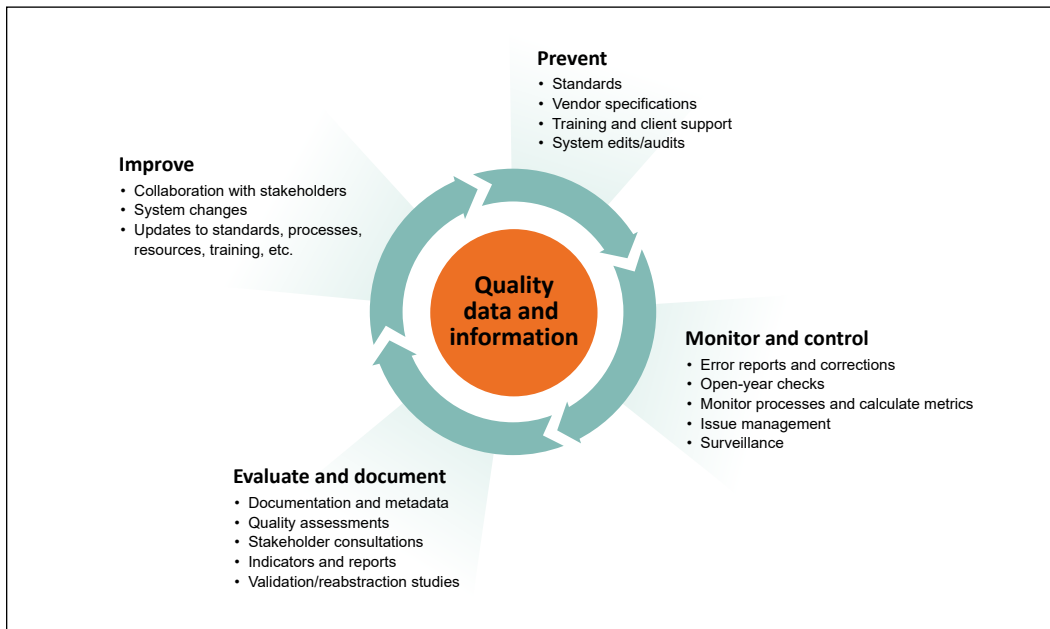 Prevent
• Standards
• Vendor specifications
• Training and client support
• System edits/audits
Improve
• Collaboration with stakeholders
• System changes
• Updates to standards, processes,
resources, training, etc.
Quality
data and
information
Monitor and control
• Error reports and corrections
• Open-year checks
• Monitor processes and calculate metrics
• Issue management
• Surveillance
Evaluate and document
• Documentation and metadata
• Quality assessments
• Stakeholder consultations
• Indicators and reports
• Validation/reabstraction studies